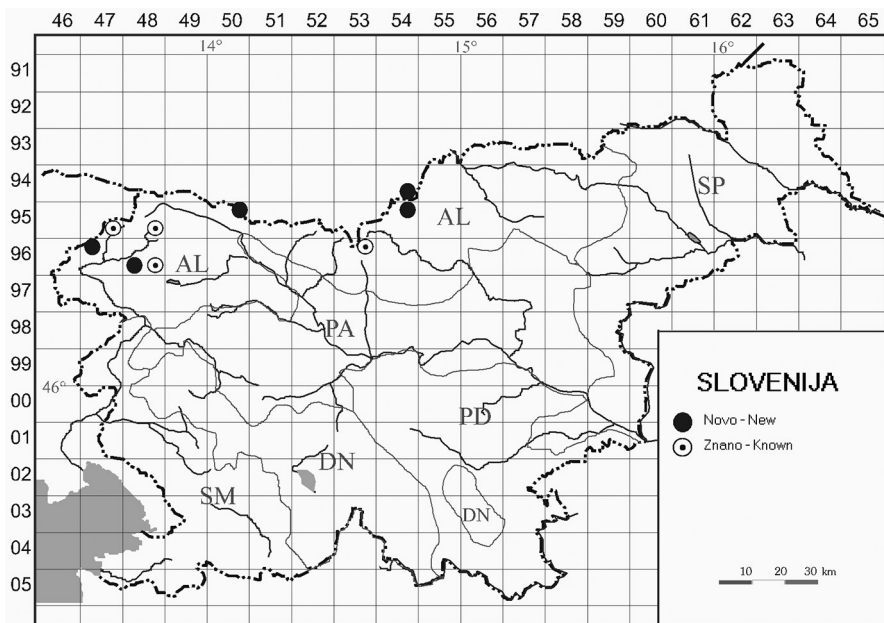 46 47 48 50 51 52 53 54 55 56 57 58 59 60 61 62 63 64 65
14° 15° 16°
91
92
93
94
95
96
97
98
99
46°
00
01
02
03
04
05
SP
AL
AL
PA
PD
DN
SM
DN
SLOVENIJA
Novo - New
Znano - Known
10 20 30 km